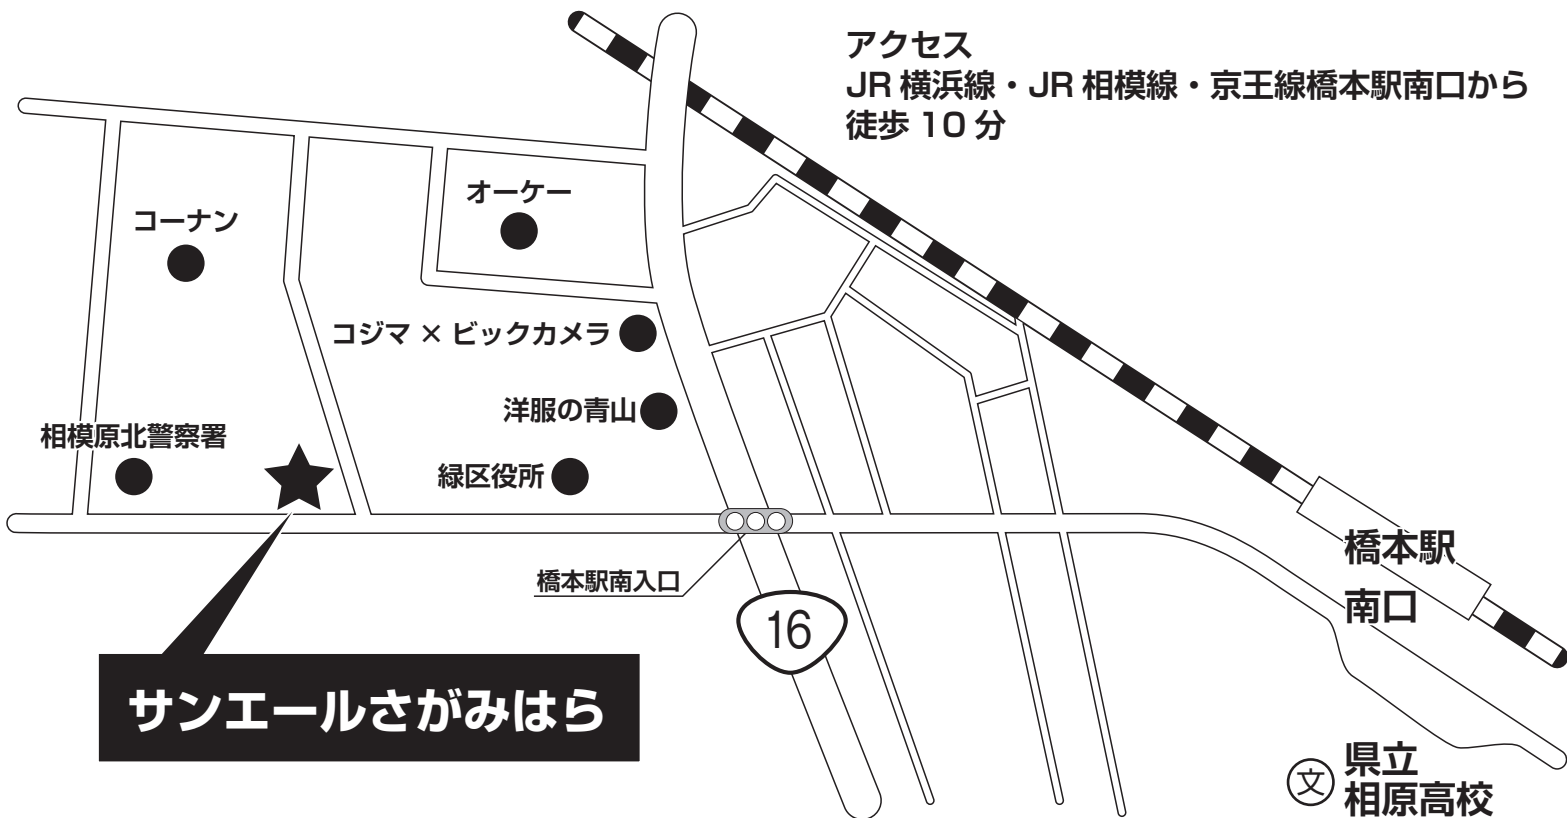 アクセス
JR 横浜線・JR 相模線・京王線橋本駅南口から
徒歩 10 分
オーケー
コーナン
コジマ × ビックカメラ
洋服の青山
相模原北警察署
緑区役所
橋本駅
橋本駅南入口
南口
16
サンエールさがみはら
文
県立
相原高校